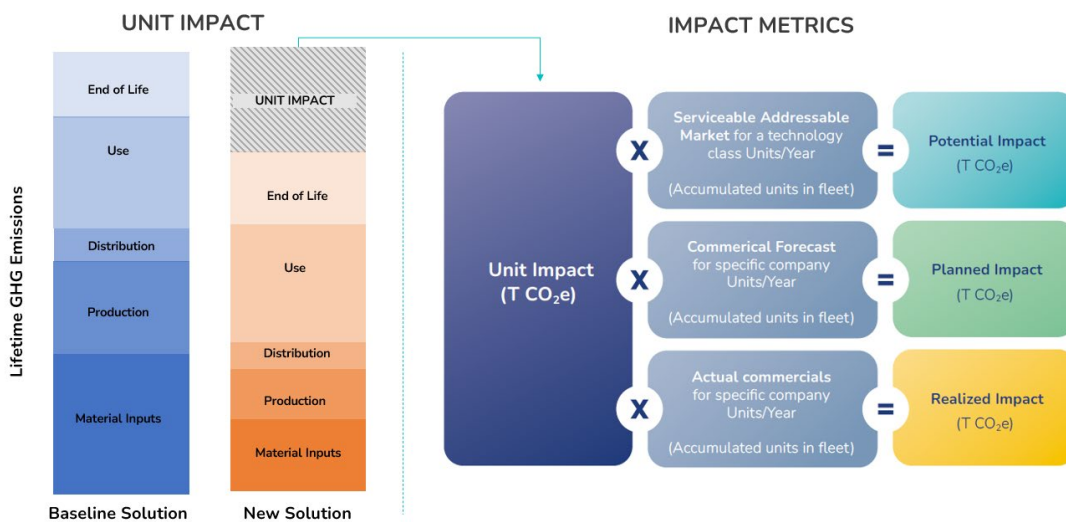 UNIT IMPACT
IMPACT METRICS
Lifetime GHG Emissions
End of Life
Use
Distribution
Production
Material Inputs
Baseline Solution
UNIT IMPACT
End of Life
Use
Distribution
Production
Material Inputs
New Solution
Unit Impact
(T CO₂e)
X
Serviceable Addressable
Market for a technology
class Units/Year
(Accumulated units in fleet)
=
Potential Impact
(T CO₂e)
X
Commerical Forecast
for specific company
Units/Year
(Accumulated units in fleet)
=
Planned Impact
(T CO₂e)
X
Actual commercials
for specific company
Units/Year
(Accumulated units in fleet)
=
Realized Impact
(T CO₂e)